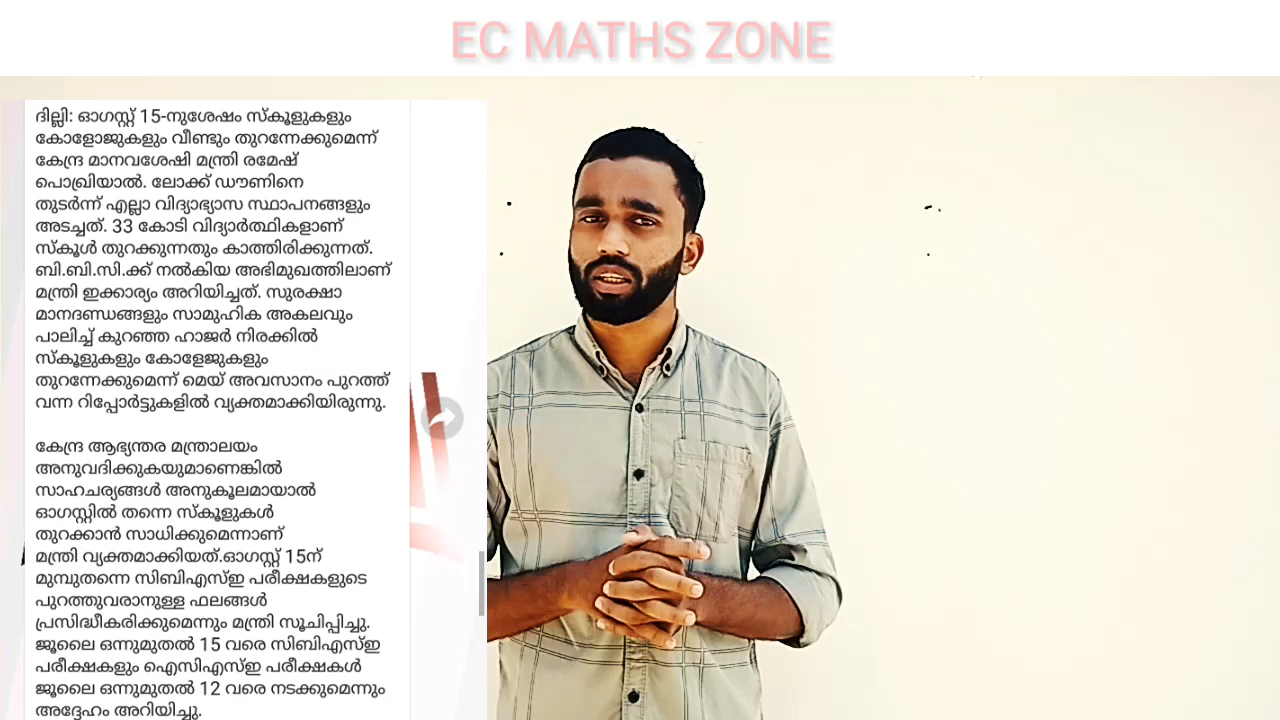 EC MATHS ZONE
ദില്ലി: ഓഗസ്റ്റ് 15-നുശേഷം സ്കൂളുകളും
കോളോജുകളും വീണ്ടും തുറന്നേക്കുമെന്ന്
കേന്ദ്ര മാനവശേഷി മന്ത്രി രമേഷ്
പൊഖ്രിയാൽ. ലോക്ക് ഡൗണിനെ
തുടർന്ന് എല്ലാ വിദ്യാഭ്യാസ സ്ഥാപനങ്ങളും
അടച്ചത്. 33 കോടി വിദ്യാർത്ഥികളാണ്
സ്കൂൾ തുറക്കുന്നതും കാത്തിരിക്കുന്നത്.
ബി.ബി.സി.ക്ക് നൽകിയ അഭിമുഖത്തിലാണ്
മന്ത്രി ഇക്കാര്യം അറിയിച്ചത്. സുരക്ഷാ
മാനദണ്ഡങ്ങളും സാമുഹിക അകലവും
പാലിച്ച് കുറഞ്ഞ ഹാജർ നിരക്കിൽ
സ്കൂളുകളും കോളേജുകളും
തുറന്നേക്കുമെന്ന് മെയ് അവസാനം പുറത്ത്
വന്ന റിപ്പോർട്ടുകളിൽ വ്യക്തമാക്കിയിരുന്നു.
കേന്ദ്ര ആഭ്യന്തര മന്ത്രാലയം
അനുവദിക്കുകയുമാണെങ്കിൽ
സാഹചര്യങ്ങൾ അനുകൂലമായാൽ
ഓഗസ്റ്റിൽ തന്നെ സ്കൂളുകൾ
തുറക്കാൻ സാധിക്കുമെന്നാണ്
മന്ത്രി വ്യക്തമാക്കിയത്.ഓഗസ്റ്റ് 15ന്
മുമ്പുതന്നെ സിബിഎസ്ഇ പരീക്ഷകളുടെ
പുറത്തുവരാനുള്ള ഫലങ്ങൾ
പ്രസിദ്ധീകരിക്കുമെന്നും മന്ത്രി സൂചിപ്പിച്ചു.
ജൂലൈ ഒന്നുമുതൽ 15 വരെ സിബിഎസ്ഇ
പരീക്ഷകളും ഐസിഎസ്ഇ പരീക്ഷകൾ
ജൂലൈ ഒന്നുമുതൽ 12 വരെ നടക്കുമെന്നും
അദ്ദേഹം അറിയിച്ചു.